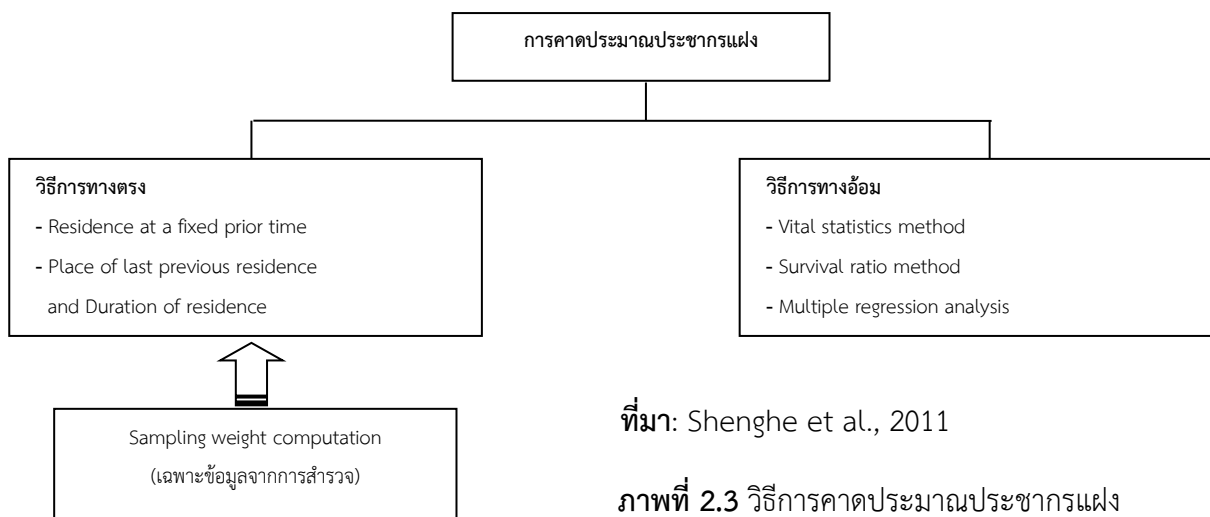 การคาดประมาณประชากรแฝง
วิธีการทางตรง
- Residence at a fixed prior time
- Place of last previous residence
and Duration of residence
วิธีการทางอ้อม
- Vital statistics method
- Survival ratio method
- Multiple regression analysis
Sampling weight computation
(เฉพาะข้อมูลจากการสำรวจ)
ที่มา: Shenghe et al., 2011
ภาพที่ 2.3 วิธีการคาดประมาณประชากรแฝง